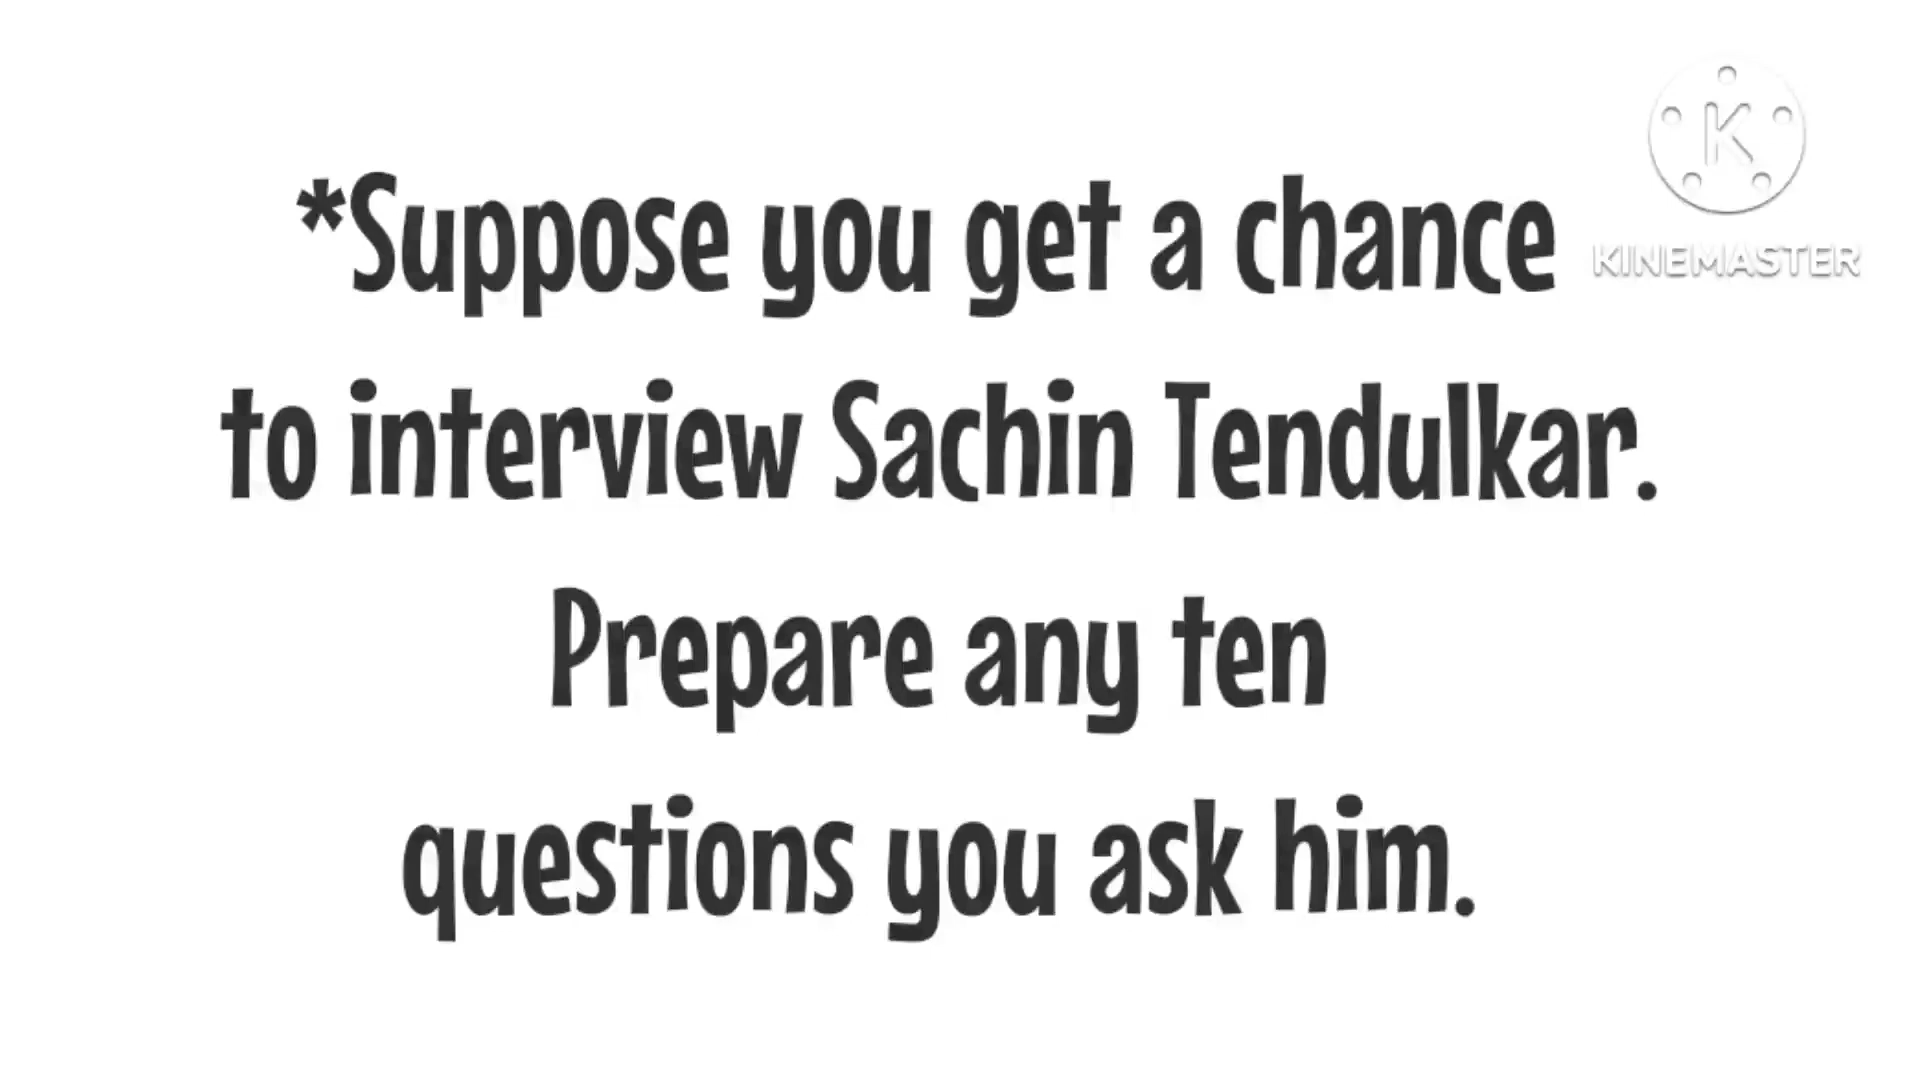 *Suppose you get a chance
to interview Sachin Tendulkar.
Prepare any ten
questions you ask him.
K
KINEMASTER